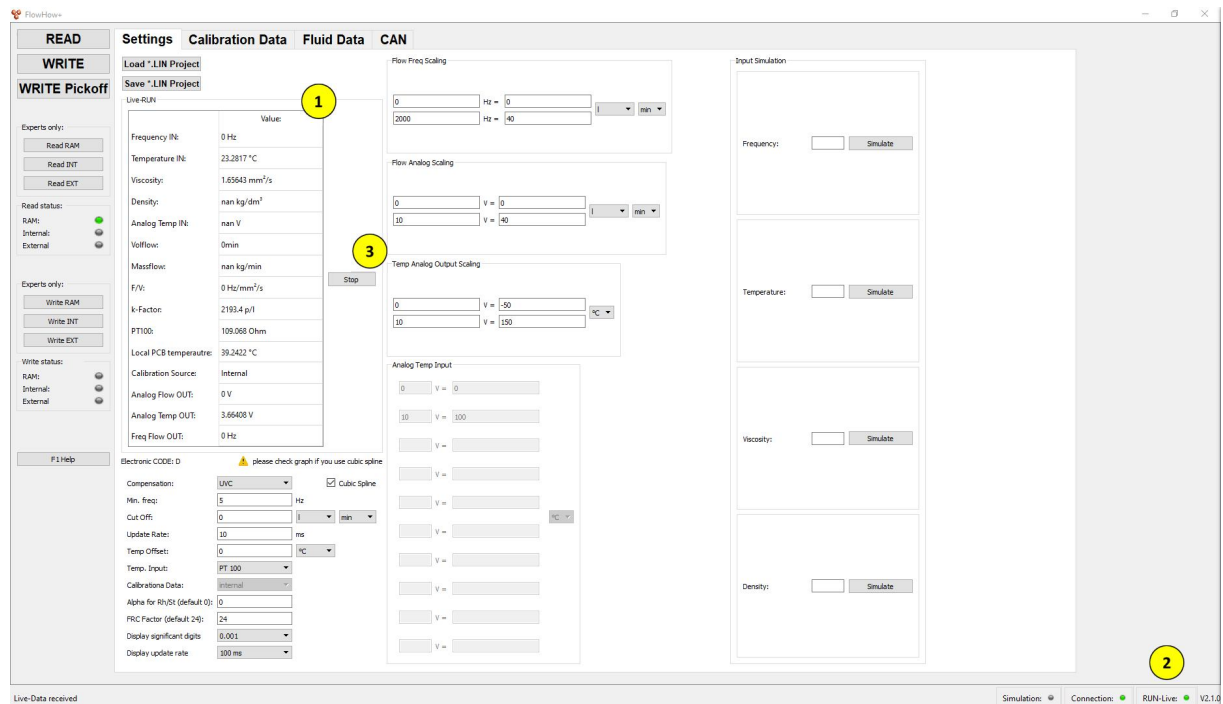 FlowHow+
READ
WRITE
WRITE Pickoff
Experts only:
Read RAM
Read INT
Read EXT
Read status:
RAM:
Internal:
External
Experts only:
Write RAM
Write INT
Write EXT
Write status:
RAM:
Internal:
External
F1 Help
Settings Calibration Data Fluid Data CAN
Load *.LIN Project
Save *.LIN Project
Live-RUN
1
Value:
Frequency IN: 0 Hz
Temperature IN: 23.2817 °C
Viscosity: 1.65643 mm²/s
Density: nan kg/dm³
Analog Temp IN: nan V
Volflow: 0min
Massflow: nan kg/min
F/V: 0 Hz/mm²/s
k-Factor: 2193.4 p/l
PT100: 109.068 Ohm
Local PCB temperautre: 39.2422 °C
Calibration Source: Internal
Analog Flow OUT: 0 V
Analog Temp OUT: 3.66408 V
Freq Flow OUT: 0 Hz
3
Stop
Electronic CODE: D please check graph if you use cubic spline
Compensation: UVC Cubic Spline
Min. freq: 5 Hz
Cut Off: 0 l min
Update Rate: 10 ms
Temp Offset: 0 °C
Temp. Input: PT 100
Calibrationa Data: internal
Alpha for Rh/St (default 0): 0
FRC Factor (default 24): 24
Display significant digits 0.001
Display update rate 100 ms
Flow Freq Scaling
0 Hz = 0
2000 Hz = 40
l min
Flow Analog Scaling
0 V = 0
10 V = 40
l min
Temp Analog Output Scaling
0 V = -50
10 V = 150
°C
Analog Temp Input
0 V = 0
10 V = 100
V =
V =
V =
°C
V =
V =
V =
V =
V =
Input Simulation
Frequency: Simulate
Temperature: Simulate
Viscosity: Simulate
Density: Simulate
2
Live-Data received Simulation: Connection: RUN-Live: V2.1.0